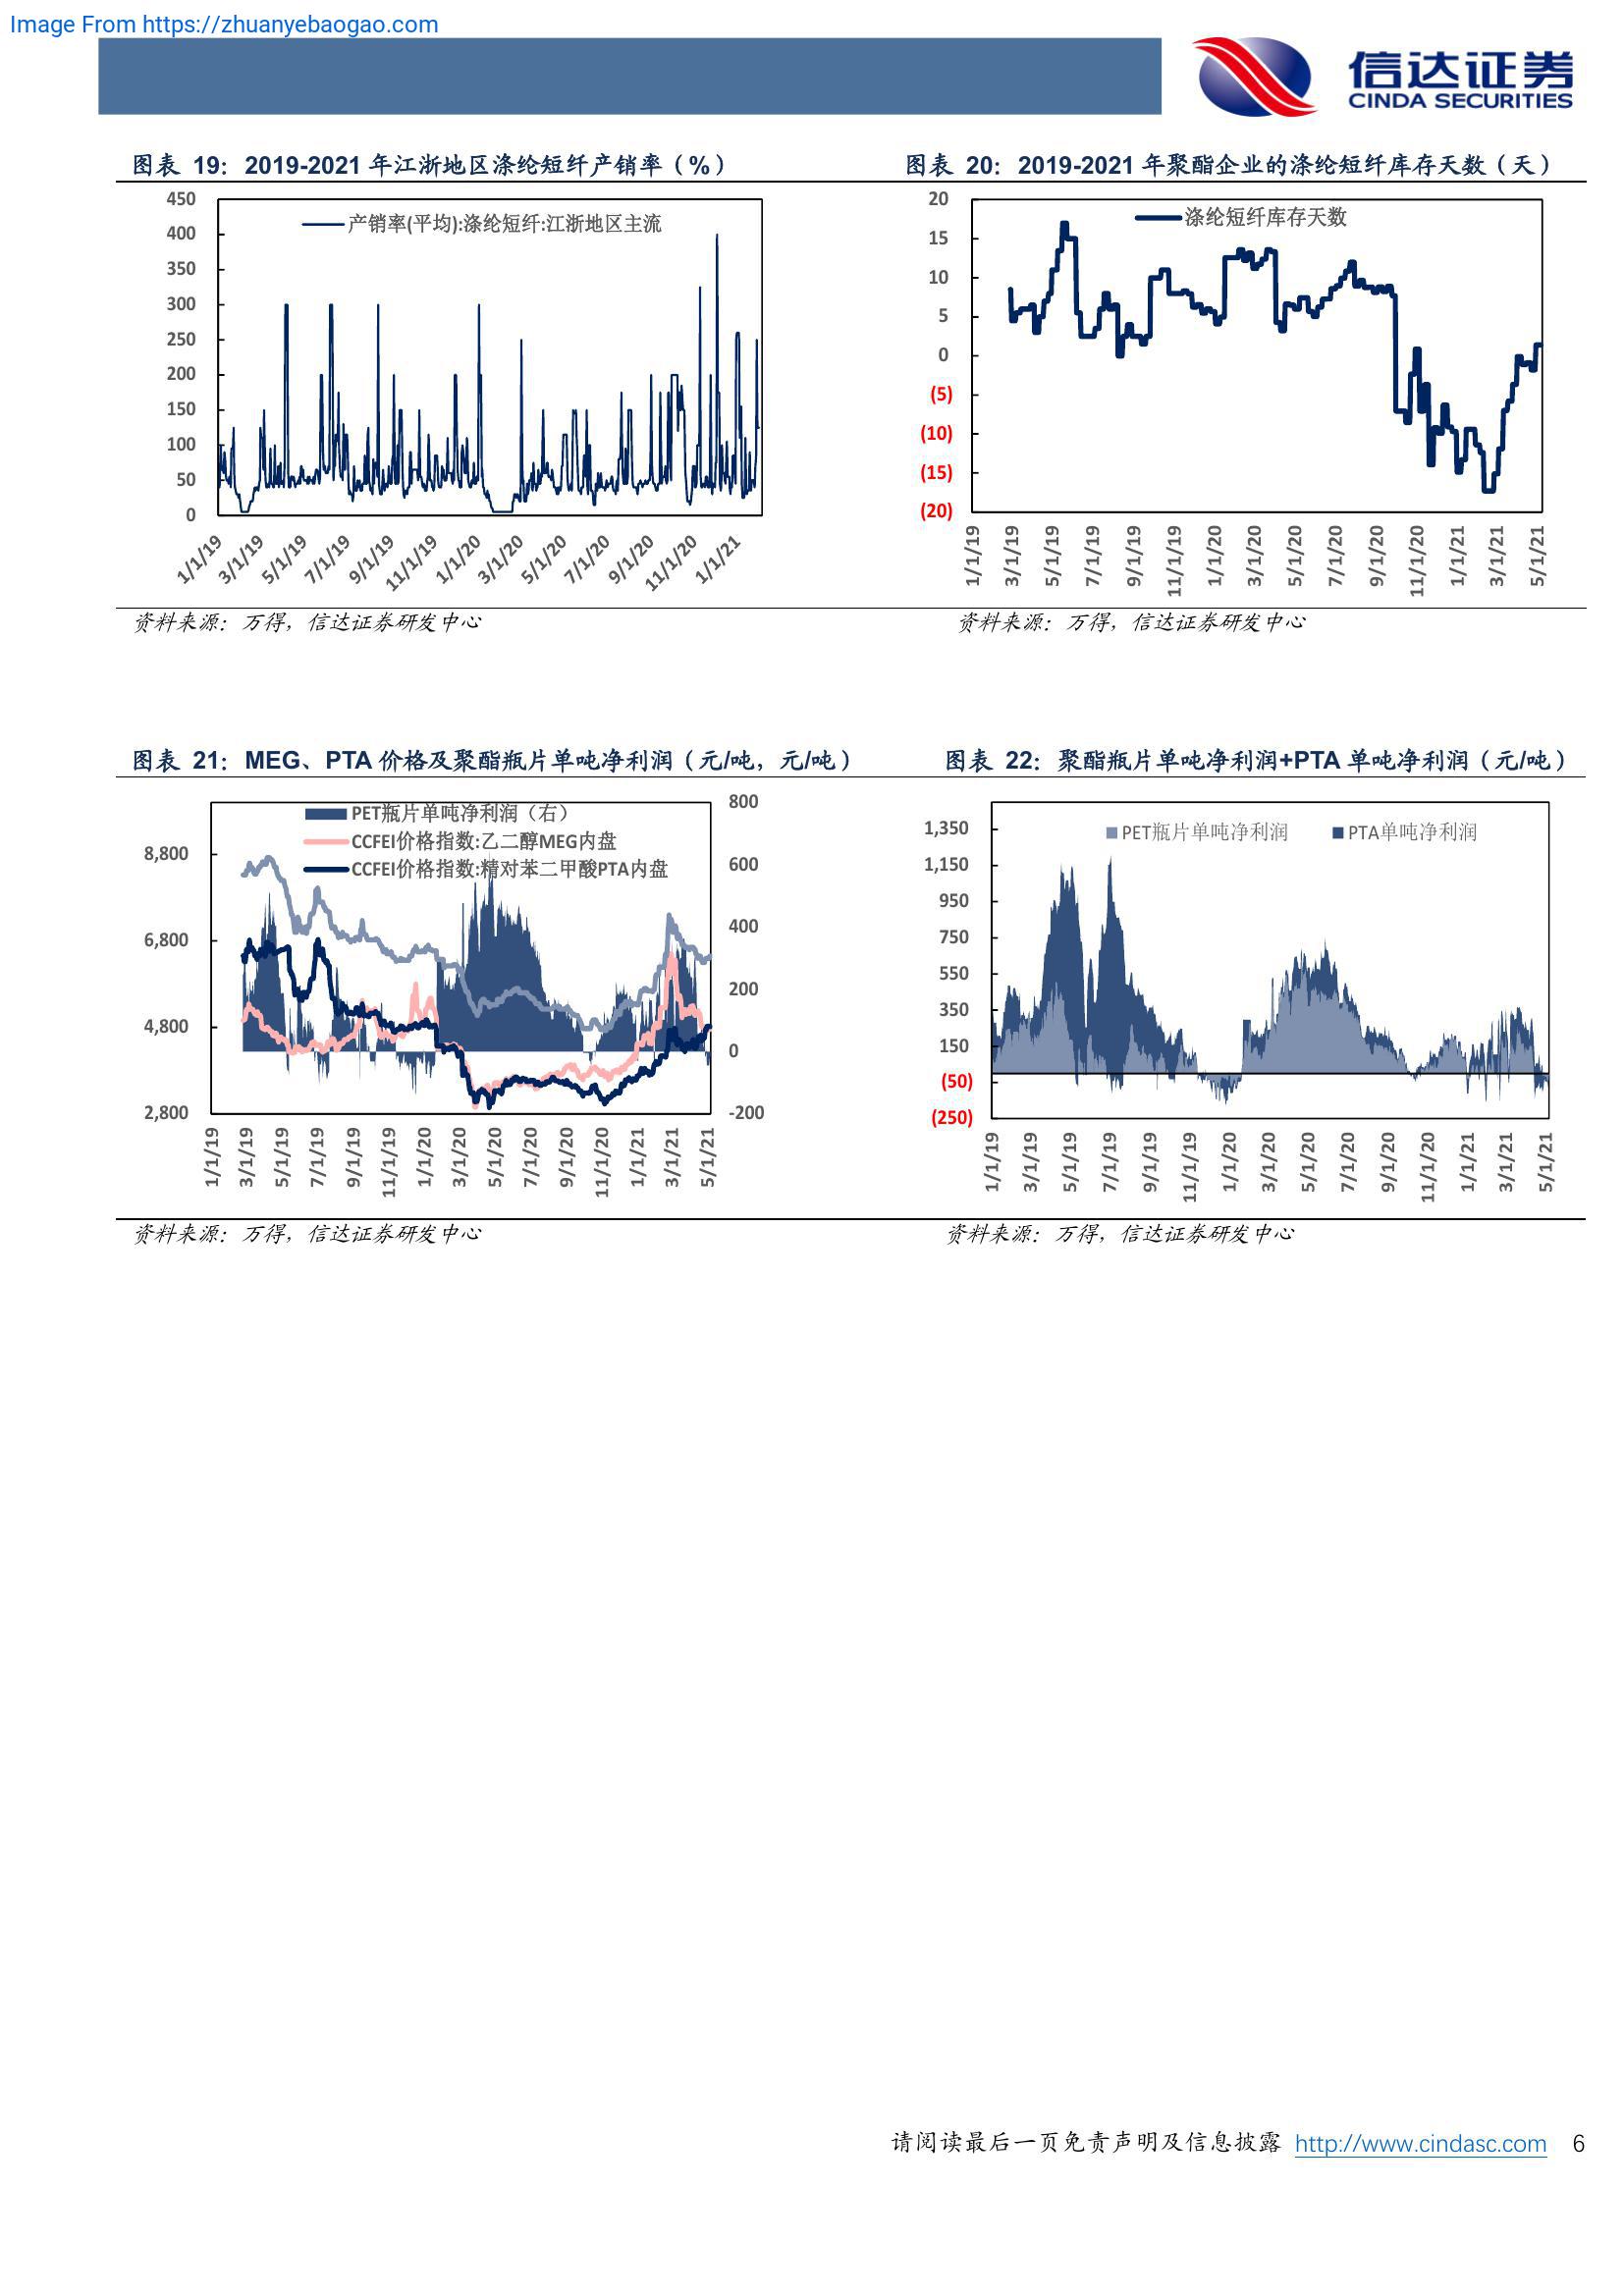 Image From https://zhuanyebaogao.com
信达证券
CINDA SECURITIES
图表 19：2019-2021 年江浙地区涤纶短纤产销率（%）
450
400
350
300
250
200
150
100
50
0
产销率(平均):涤纶短纤:江浙地区主流
1/1/19 3/1/19 5/1/19 7/1/19 9/1/19 11/1/19 1/1/20 3/1/20 5/1/20 7/1/20 9/1/20 11/1/20 1/1/21
资料来源：万得，信达证券研发中心
图表 20：2019-2021 年聚酯企业的涤纶短纤库存天数（天）
20
15
10
5
0
(5)
(10)
(15)
(20)
涤纶短纤库存天数
1/1/19 3/1/19 5/1/19 7/1/19 9/1/19 11/1/19 1/1/20 3/1/20 5/1/20 7/1/20 9/1/20 11/1/20 1/1/21 3/1/21 5/1/21
资料来源：万得，信达证券研发中心
图表 21：MEG、PTA 价格及聚酯瓶片单吨净利润（元/吨，元/吨）
8,800
6,800
4,800
2,800
PET瓶片单吨净利润（右）
CCFEI价格指数:乙二醇MEG内盘
CCFEI价格指数:精对苯二甲酸PTA内盘
800
600
400
200
0
-200
1/1/19 3/1/19 5/1/19 7/1/19 9/1/19 11/1/19 1/1/20 3/1/20 5/1/20 7/1/20 9/1/20 11/1/20 1/1/21 3/1/21 5/1/21
资料来源：万得，信达证券研发中心
图表 22：聚酯瓶片单吨净利润+PTA 单吨净利润（元/吨）
1,350
1,150
950
750
550
350
150
(50)
(250)
PET瓶片单吨净利润 PTA单吨净利润
1/1/19 3/1/19 5/1/19 7/1/19 9/1/19 11/1/19 1/1/20 3/1/20 5/1/20 7/1/20 9/1/20 11/1/20 1/1/21 3/1/21 5/1/21
资料来源：万得，信达证券研发中心
请阅读最后一页免责声明及信息披露 http://www.cindasc.com 6